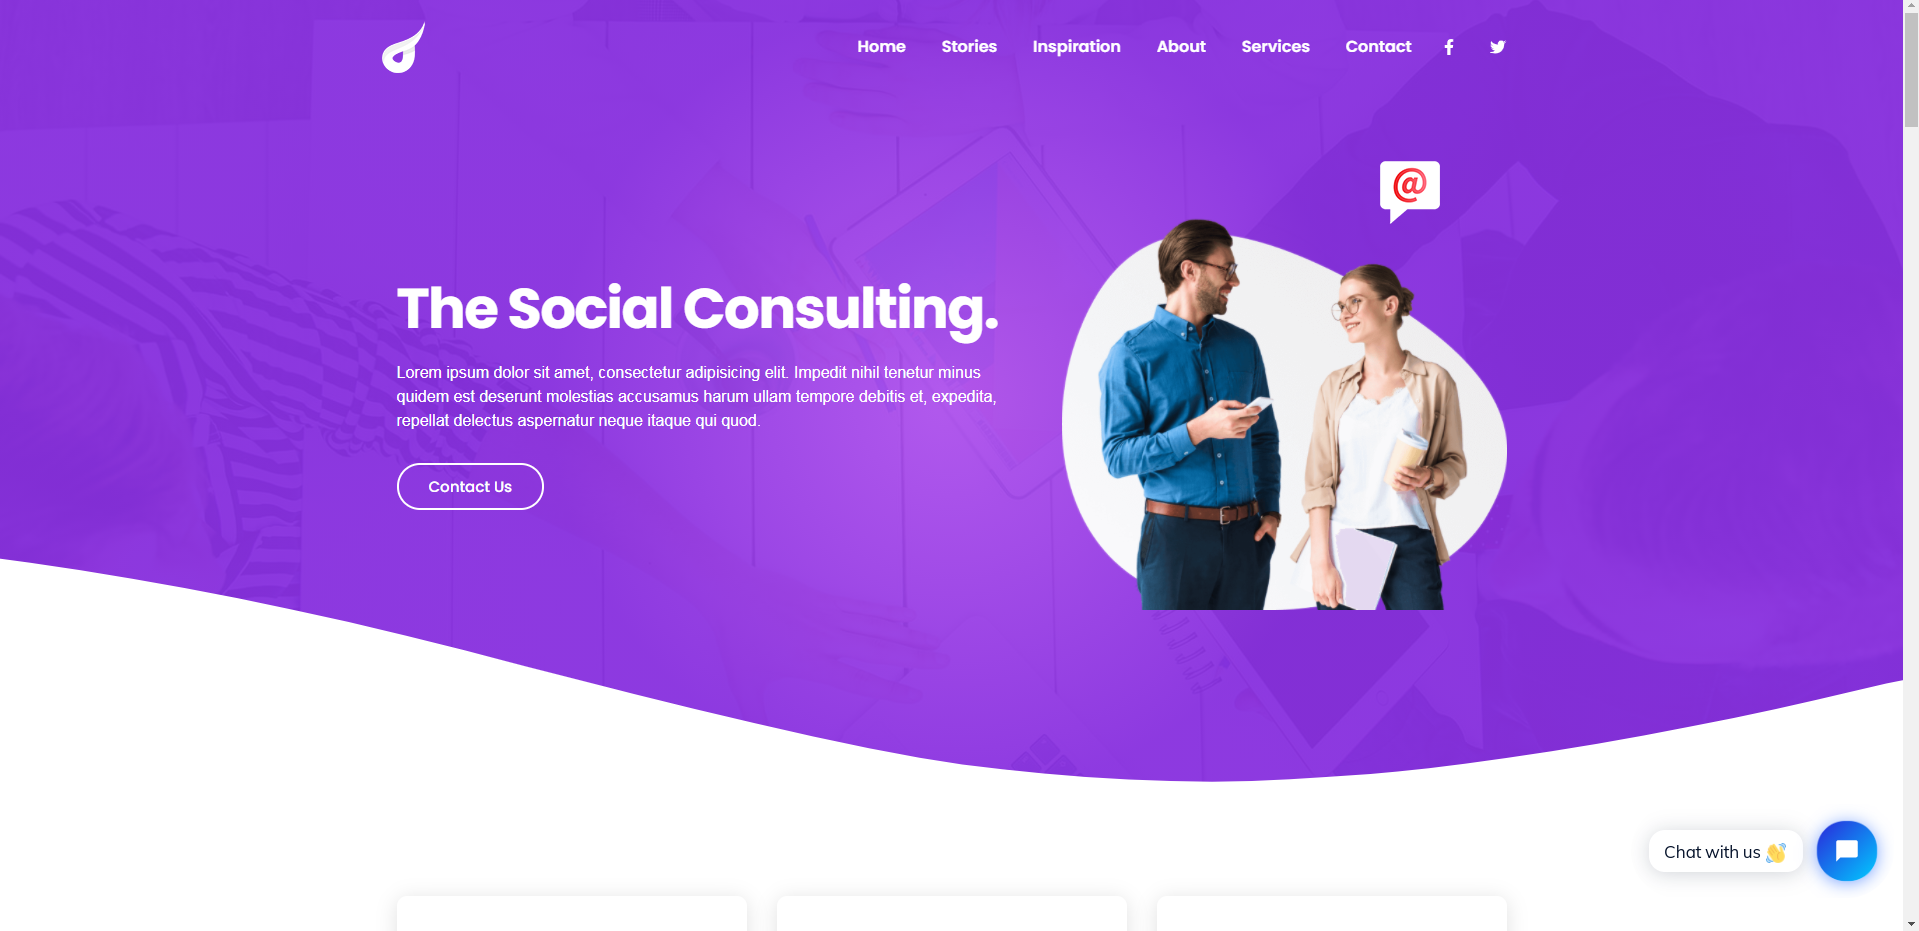 Home Stories Inspiration About Services Contact
@
The Social Consulting.
Lorem ipsum dolor sit amet, consectetur adipisicing elit. Impedit nihil tenetur minus
quidem est deserunt molestias accusamus harum ullam tempore debitis et, expedita,
repellat delectus aspernatur neque itaque qui quod.
Contact Us
Chat with us 👋